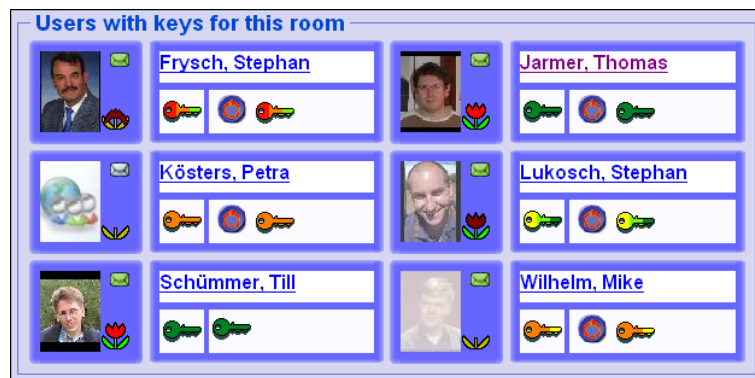 Users with keys for this room
Frysch, Stephan
Jarmer, Thomas
Kösters, Petra
Lukosch, Stephan
Schümmer, Till
Wilhelm, Mike